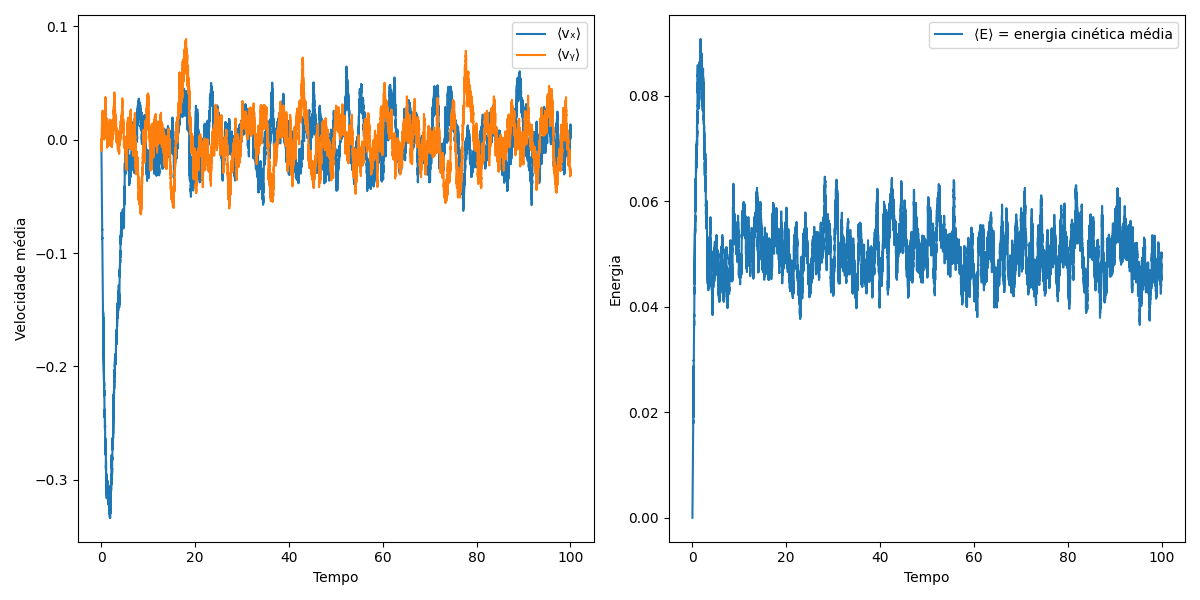 0.1
0.0
−0.1
−0.2
−0.3
Velocidade média
⟨vₓ⟩
⟨vᵧ⟩
0 20 40 60 80 100
Tempo
0.08
0.06
0.04
0.02
0.00
Energia
⟨E⟩ = energia cinética média
0 20 40 60 80 100
Tempo